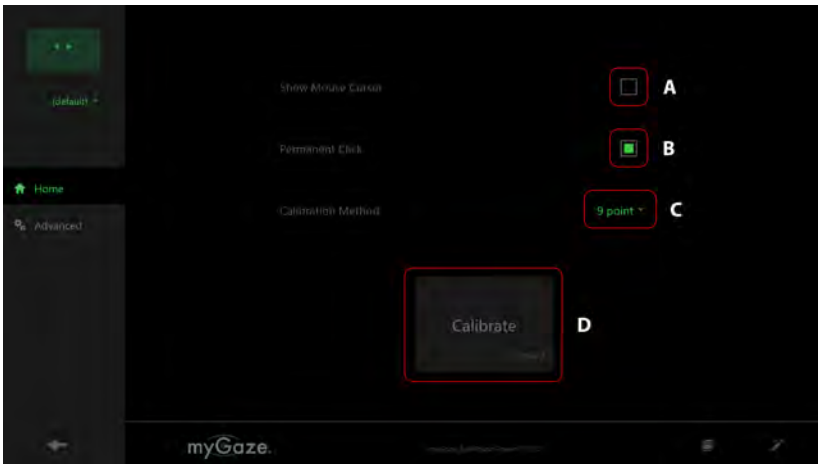 (default)
Show Mouse Cursor
A
Permanent Click
B
Home
Calibration Method
9 point
C
Advanced
Calibrate
D
myGaze.